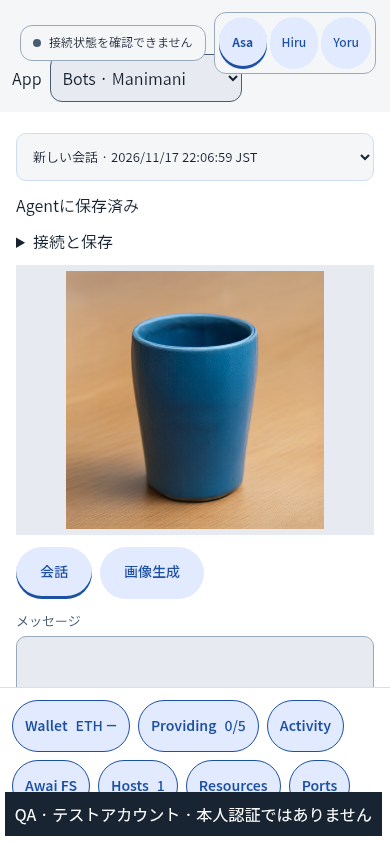 接続状態を確認できません
Asa Hiru Yoru
App Bots · Manimani
新しい会話 · 2026/11/17 22:06:59 JST
Agentに保存済み
接続と保存
会話 画像生成
メッセージ
Wallet ETH — Providing 0/5 Activity
Awai FS Hosts 1 Resources Ports
QA・テストアカウント・本人認証ではありません